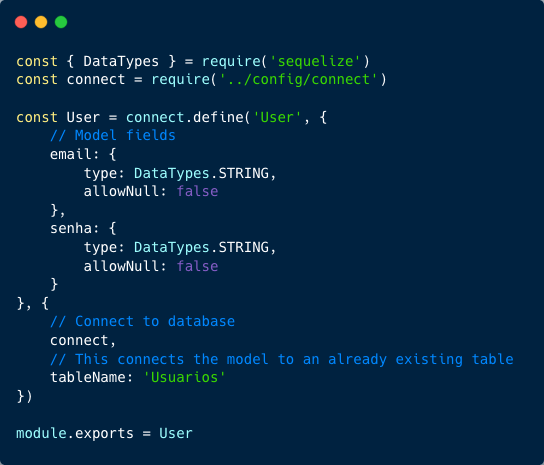 const { DataTypes } = require('sequelize')
const connect = require('../config/connect')

const User = connect.define('User', {
    // Model fields
    email: {
        type: DataTypes.STRING,
        allowNull: false
    },
    senha: {
        type: DataTypes.STRING,
        allowNull: false
    }
}, {
    // Connect to database
    connect,
    // This connects the model to an already existing table
    tableName: 'Usuarios'
})

module.exports = User